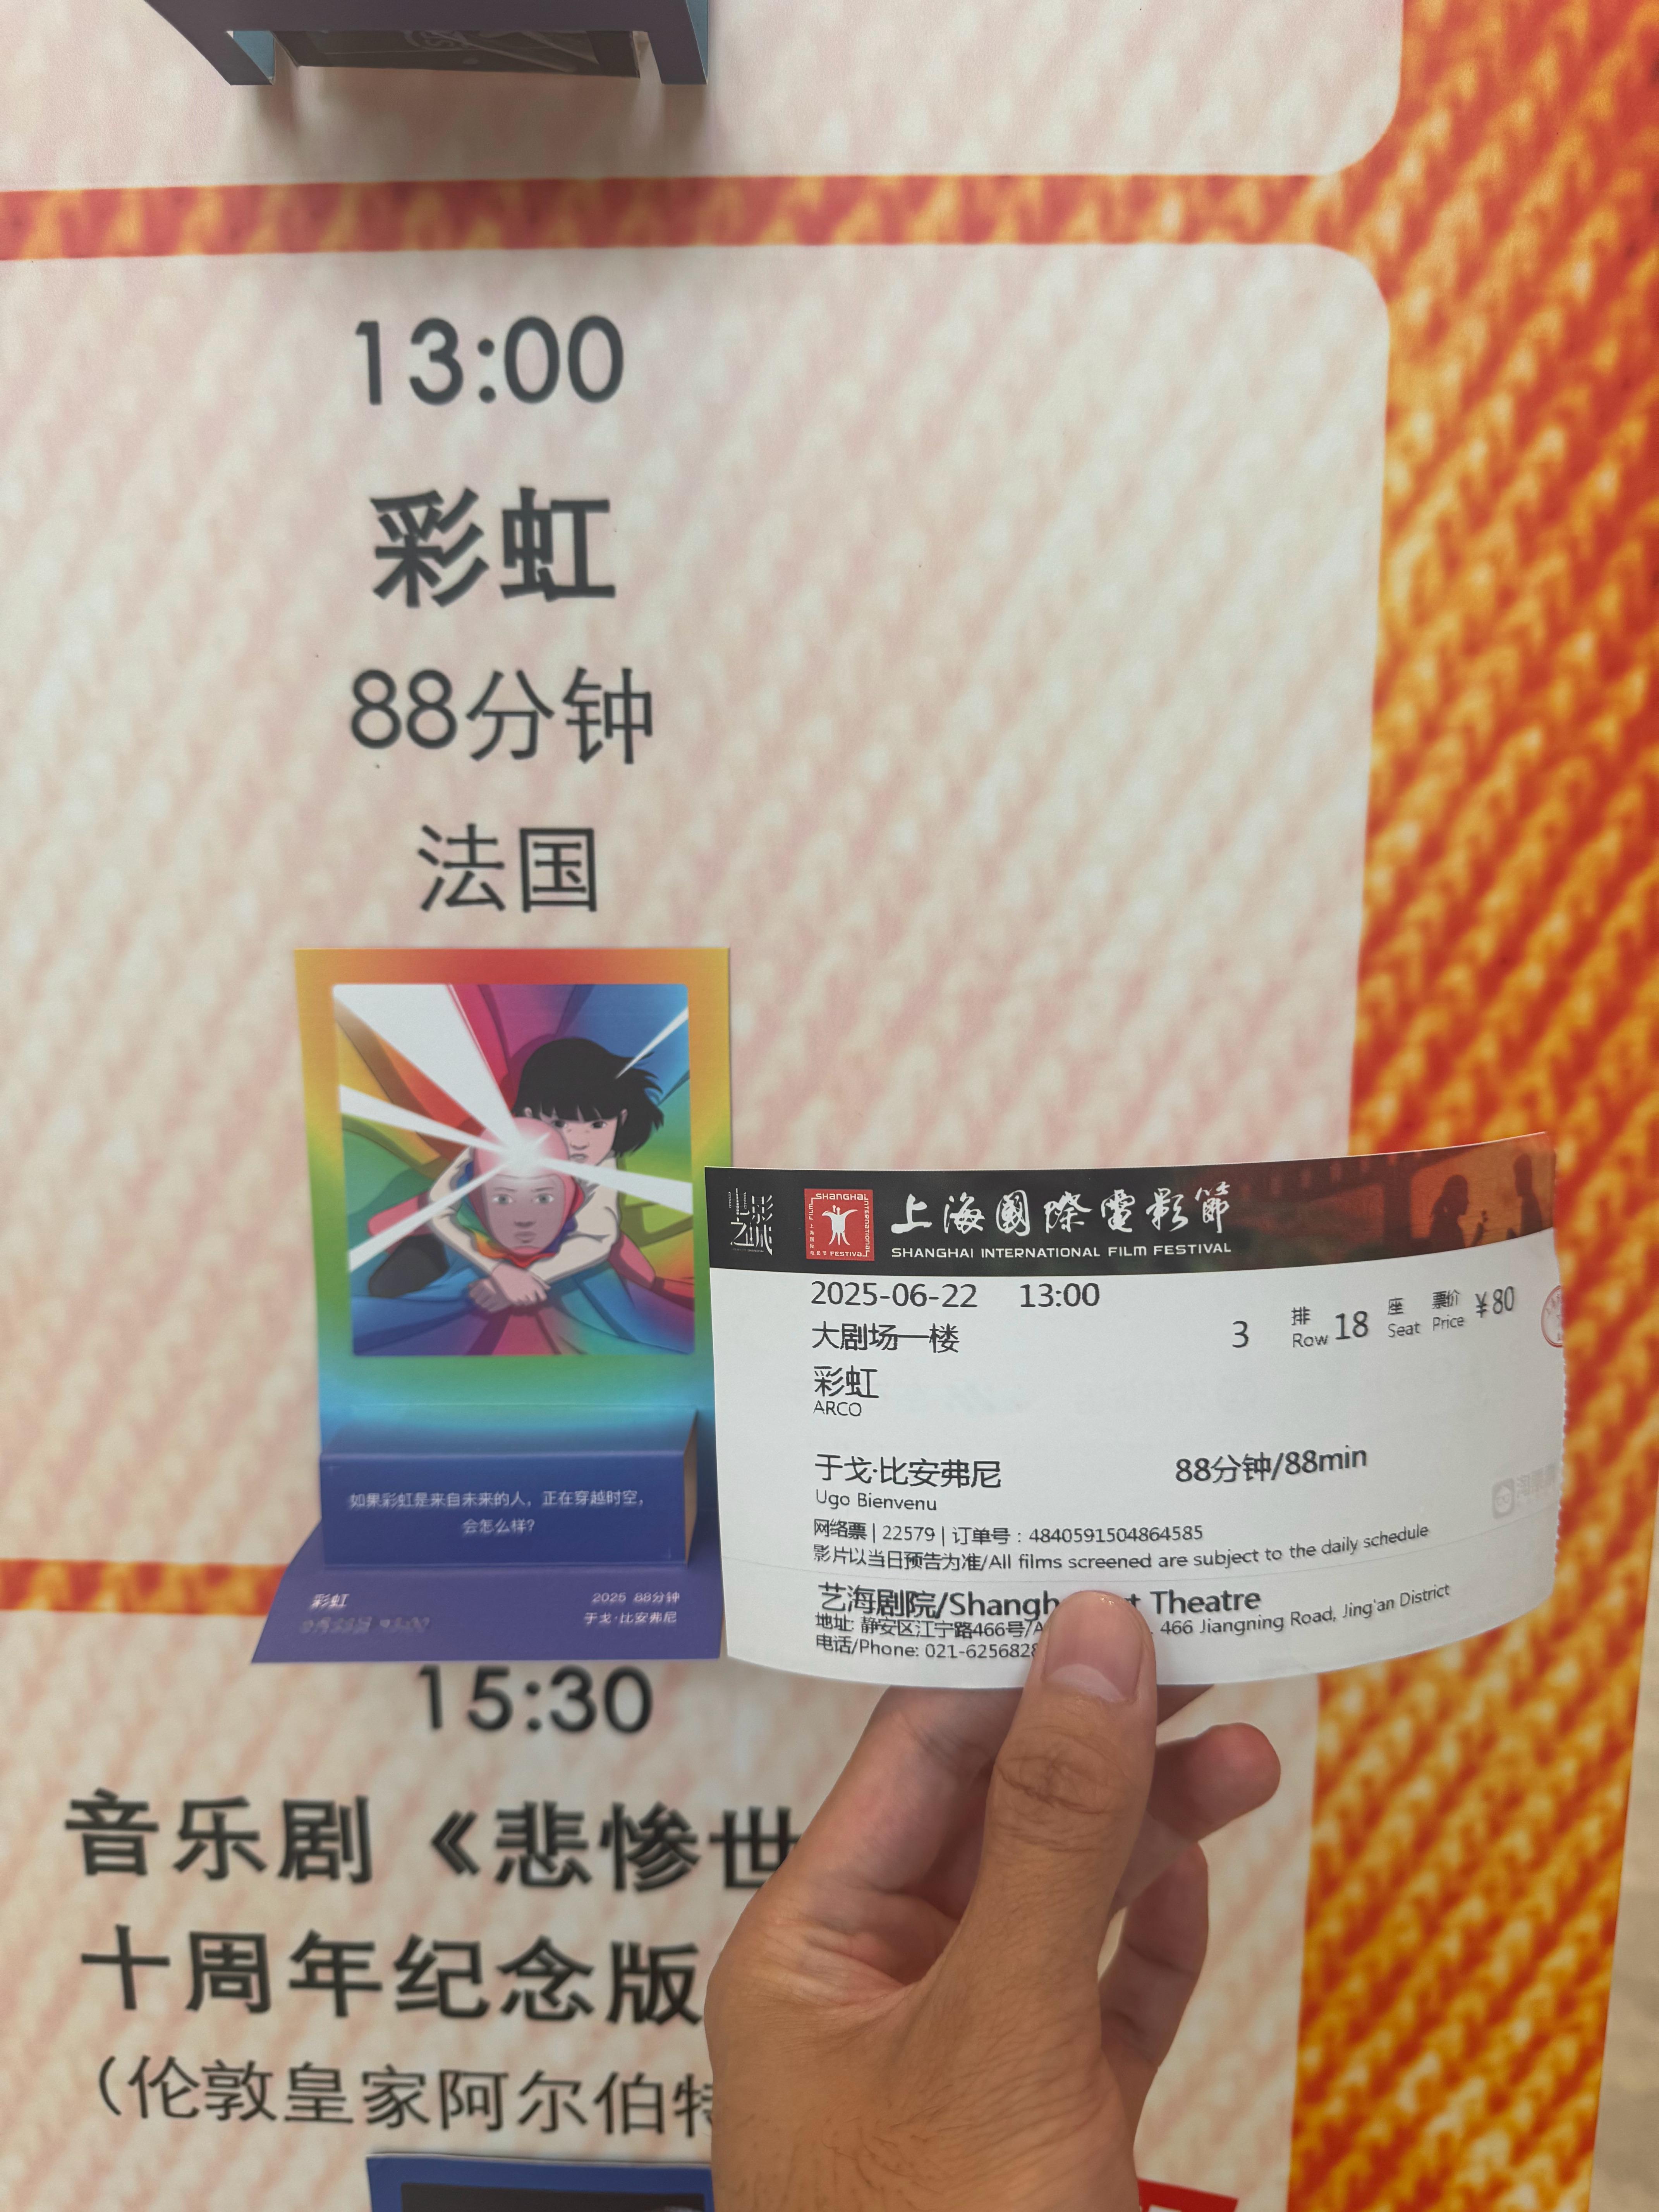 13:00
彩虹
88分钟
法国
如果彩虹是来自未来的人，正在穿越时空，
会怎么样？
彩虹
2025 88分钟
于戈·比安弗尼
上海國際電影節
SHANGHAI INTERNATIONAL FILM FESTIVAL
2025-06-22 13:00
大剧场一楼 3 排 Row 18 座 Seat 票价 Price ¥80
彩虹
ARCO
于戈·比安弗尼 88分钟/88min
Ugo Bienvenu
网络票 | 22579 | 订单号：4840591504864585
影片以当日预告为准/All films screened are subject to the daily schedule
艺海剧院/Shangh Theatre
地址: 静安区江宁路466号/A 466 Jiangning Road, Jing'an District
电话/Phone: 021-625682
15:30
音乐剧《悲惨世
十周年纪念版
（伦敦皇家阿尔伯特